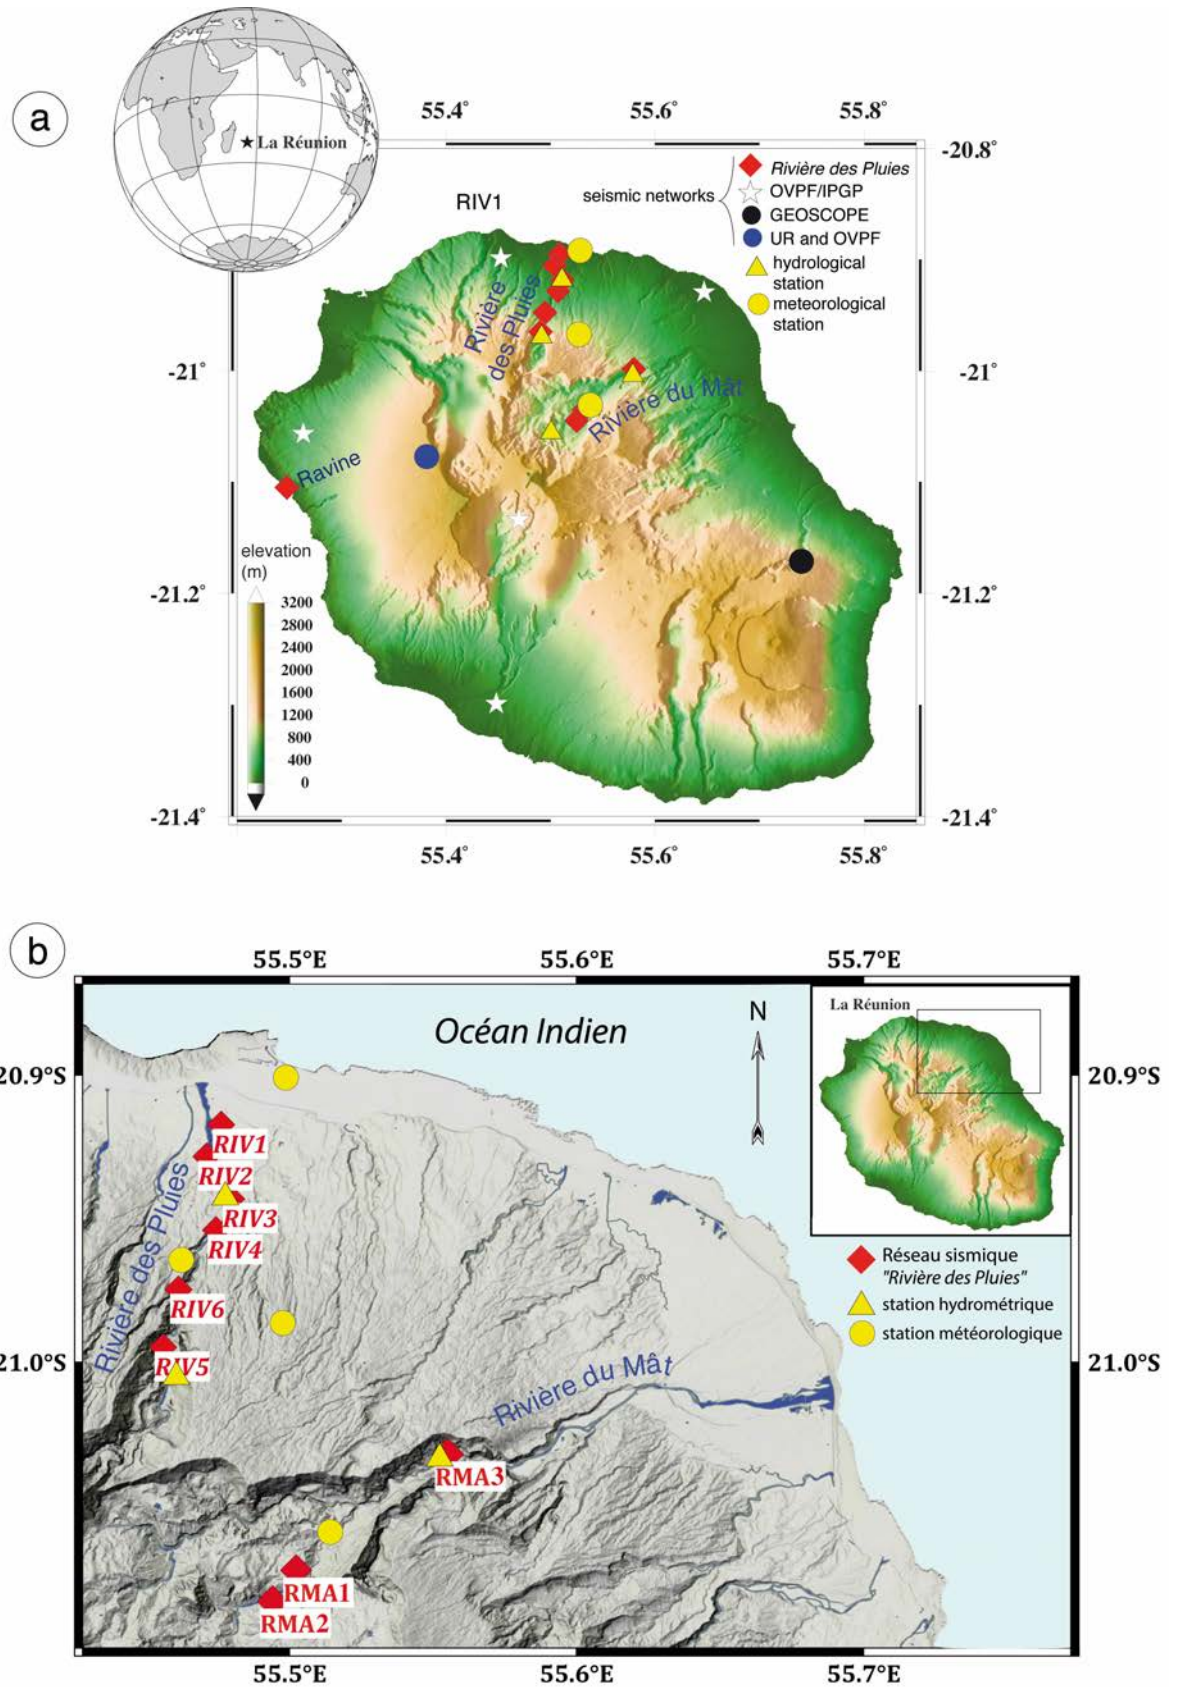 a
La Réunion
55.4°
55.6°
55.8°
-20.8°
seismic networks
Rivière des Pluies
OVPF/IPGP
GEOSCOPE
UR and OVPF
hydrological
station
meteorological
station
RIV1
Rivière
des Pluies
-21°
-21°
Rivière du Mât
Ravine
elevation
(m)
3200
2800
2400
2000
1600
1200
800
400
0
-21.2°
-21.2°
-21.4°
-21.4°
55.4°
55.6°
55.8°
b
55.5°E
55.6°E
55.7°E
Océan Indien
N
La Réunion
20.9°S
20.9°S
RIV1
RIV2
RIV3
RIV4
RIV6
RIV5
Rivière des Pluies
Réseau sismique
"Rivière des Pluies"
station hydrométrique
station météorologique
21.0°S
21.0°S
Rivière du Mât
RMA3
RMA1
RMA2
55.5°E
55.6°E
55.7°E